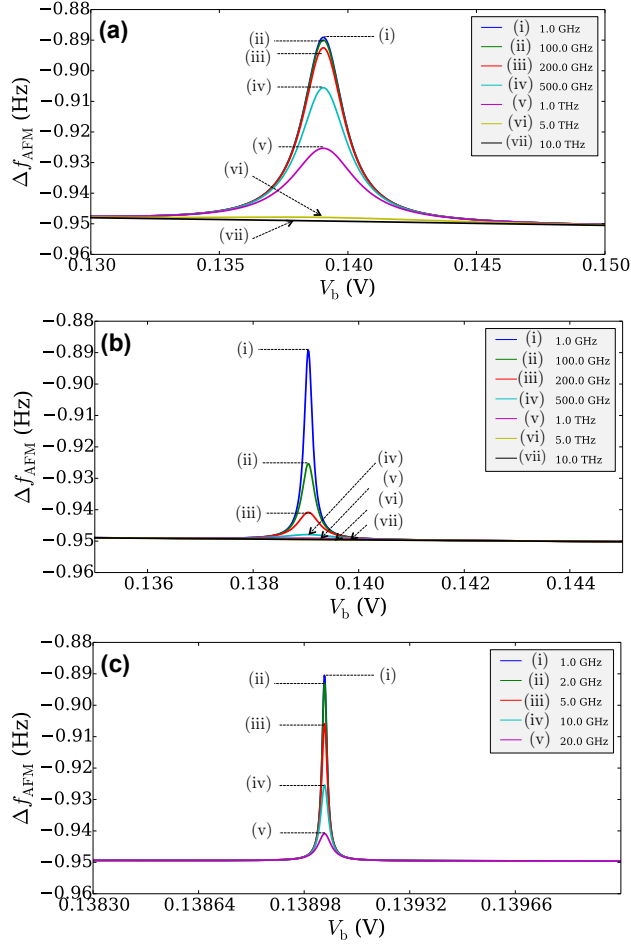 (a)
−0.88
−0.89
−0.90
−0.91
−0.92
−0.93
−0.94
−0.95
−0.96
Δf_AFM (Hz)
(i)
(ii)
(iii)
(iv)
(v)
(vi)
(vii)
(i) 1.0 GHz
(ii) 100.0 GHz
(iii) 200.0 GHz
(iv) 500.0 GHz
(v) 1.0 THz
(vi) 5.0 THz
(vii) 10.0 THz
0.130 0.135 0.140 0.145 0.150
V_b (V)
(b)
−0.88
−0.89
−0.90
−0.91
−0.92
−0.93
−0.94
−0.95
−0.96
Δf_AFM (Hz)
(i)
(ii)
(iii)
(iv)
(v)
(vi)
(vii)
(i) 1.0 GHz
(ii) 100.0 GHz
(iii) 200.0 GHz
(iv) 500.0 GHz
(v) 1.0 THz
(vi) 5.0 THz
(vii) 10.0 THz
0.136 0.138 0.140 0.142 0.144
V_b (V)
(c)
−0.88
−0.89
−0.90
−0.91
−0.92
−0.93
−0.94
−0.95
−0.96
Δf_AFM (Hz)
(i)
(ii)
(iii)
(iv)
(v)
(i) 1.0 GHz
(ii) 2.0 GHz
(iii) 5.0 GHz
(iv) 10.0 GHz
(v) 20.0 GHz
0.13830 0.13864 0.13898 0.13932 0.13966
V_b (V)